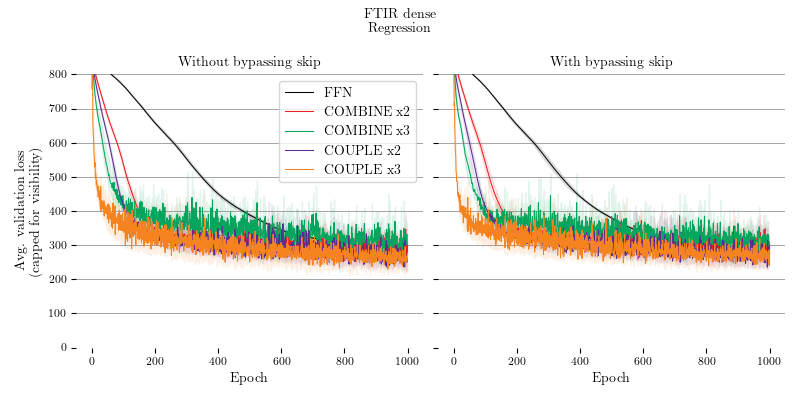 FTIR dense
Regression
Without bypassing skip
With bypassing skip
Avg. validation loss
(capped for visibility)
800
700
600
500
400
300
200
100
0
FFN
COMBINE x2
COMBINE x3
COUPLE x2
COUPLE x3
0 200 400 600 800 1000
0 200 400 600 800 1000
Epoch
Epoch